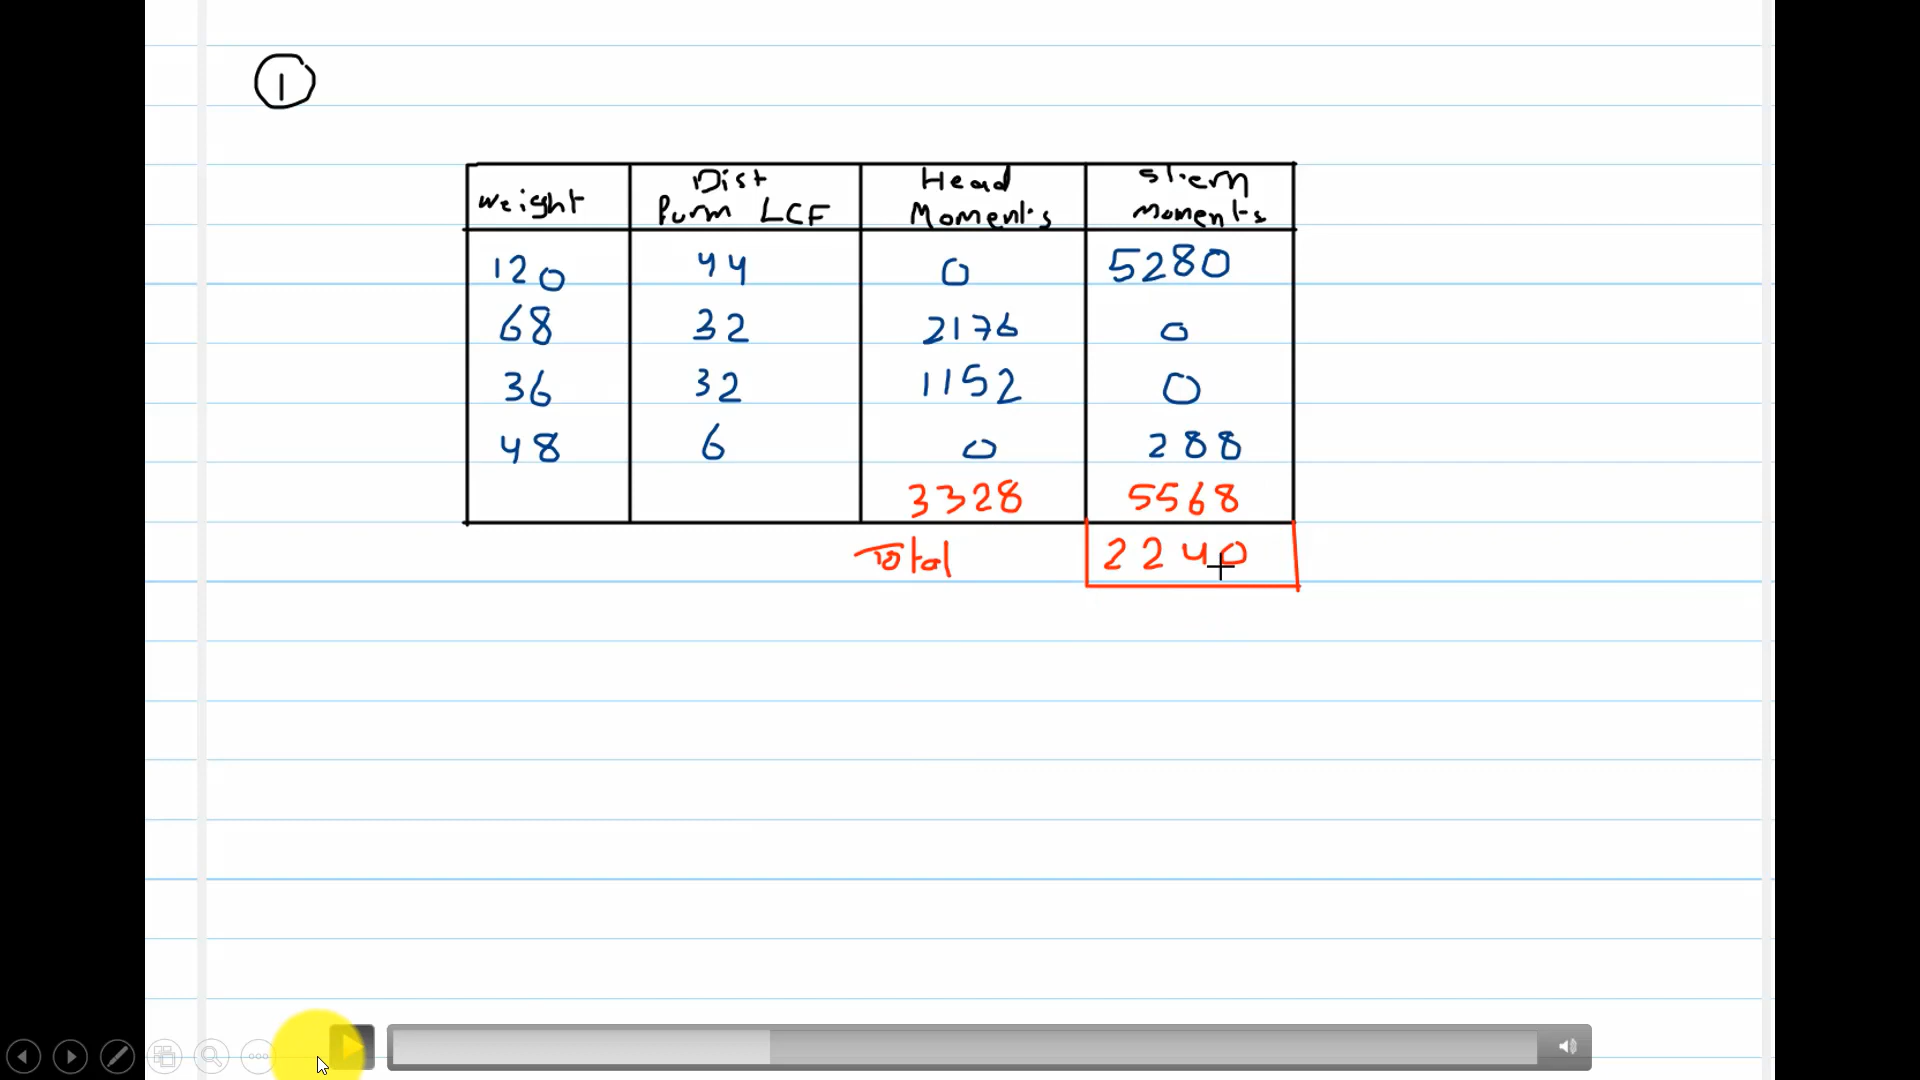 1
Weight
Dist
from LCF
Head
Moments
Stern
Moments
120 44 0 5280
68 32 2176 0
36 32 1152 0
48 6 0 288
3328 5568
Total 2240